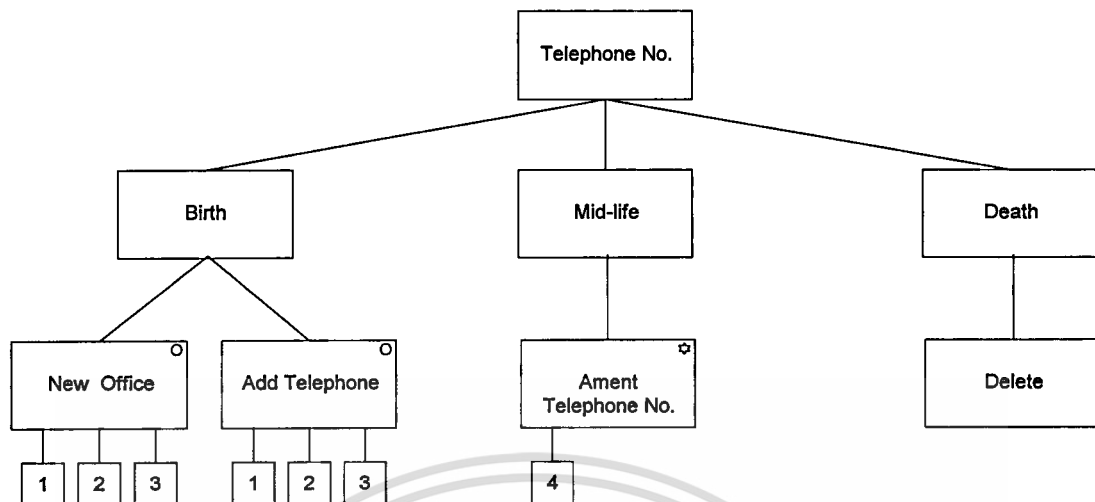 Telephone No.
Birth
Mid-life
Death
New Office
Add Telephone
Ament
Telephone No.
Delete
1 2 3
1 2 3
4